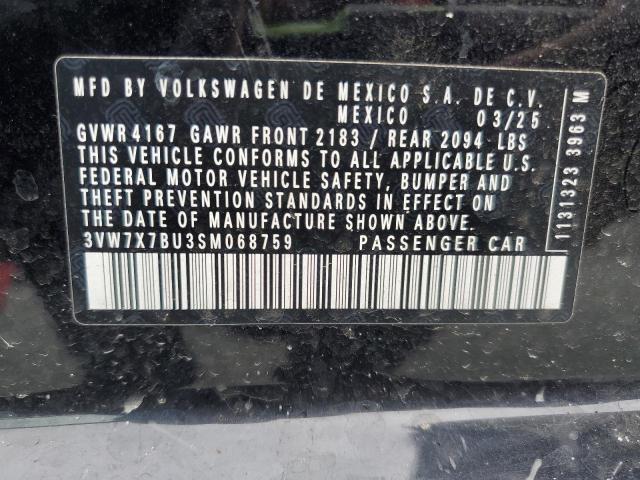 MFD BY VOLKSWAGEN DE MEXICO S.A. DE C.V.
MEXICO 03/25
GVWR 4167 GAWR FRONT 2183 / REAR 2094 LBS
THIS VEHICLE CONFORMS TO ALL APPLICABLE U.S.
FEDERAL MOTOR VEHICLE SAFETY, BUMPER AND
THEFT PREVENTION STANDARDS IN EFFECT ON
THE DATE OF MANUFACTURE SHOWN ABOVE.
3VW7X7BU3SM068759 PASSENGER CAR
1131323 3963 M